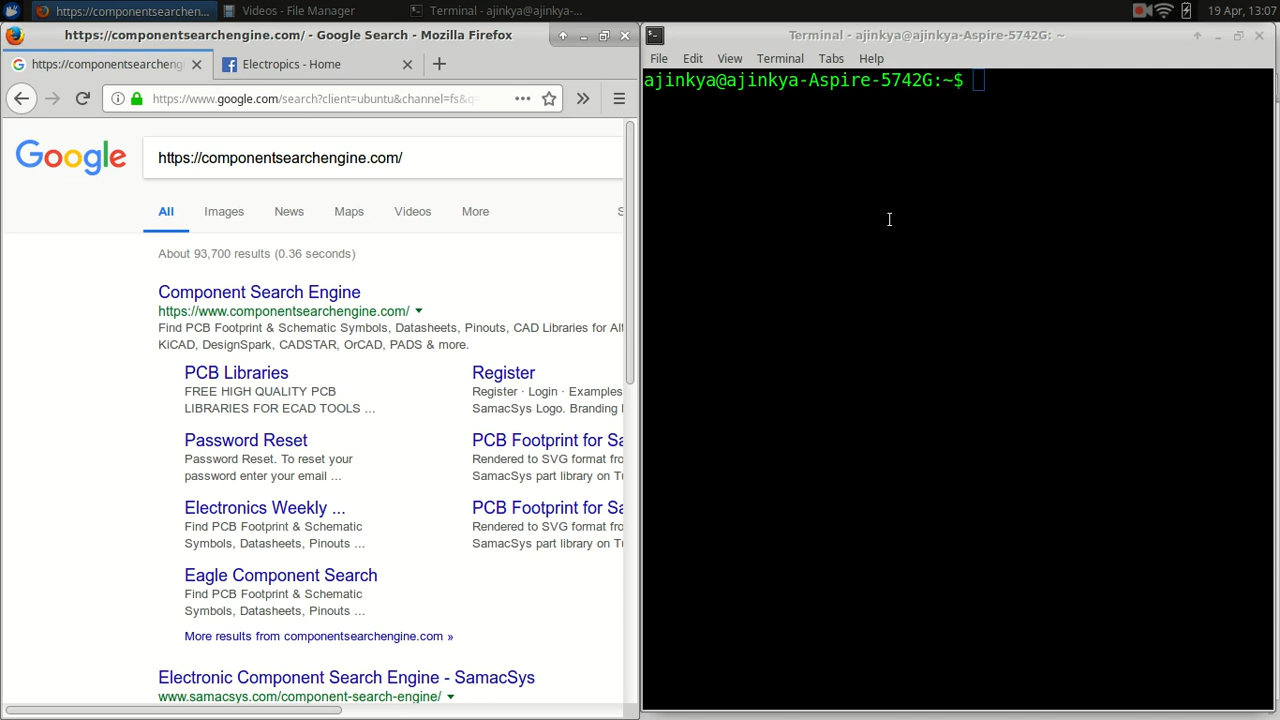 https://componentsearchen...
Videos - File Manager
Terminal - ajinkya@ajinkya-...
19 Apr, 13:07
https://componentsearchengine.com/ - Google Search - Mozilla Firefox
https://componentsearcheng
Electropics - Home
https://www.google.com/search?client=ubuntu&channel=fs&q=
Google
https://componentsearchengine.com/
All
Images
News
Maps
Videos
More
S
About 93,700 results (0.36 seconds)
Component Search Engine
https://www.componentsearchengine.com/
Find PCB Footprint & Schematic Symbols, Datasheets, Pinouts, CAD Libraries for Al
KiCAD, DesignSpark, CADSTAR, OrCAD, PADS & more.
PCB Libraries
FREE HIGH QUALITY PCB
LIBRARIES FOR ECAD TOOLS ...
Register
Register · Login · Examples
SamacSys Logo. Branding
Password Reset
Password Reset. To reset your
password enter your email ...
PCB Footprint for Sa
Rendered to SVG format fro
SamacSys part library on Tu
Electronics Weekly ...
Find PCB Footprint & Schematic
Symbols, Datasheets, Pinouts ...
PCB Footprint for Sa
Rendered to SVG format fro
SamacSys part library on Tu
Eagle Component Search
Find PCB Footprint & Schematic
Symbols, Datasheets, Pinouts ...
More results from componentsearchengine.com »
Electronic Component Search Engine - SamacSys
www.samacsys.com/component-search-engine/
Terminal - ajinkya@ajinkya-Aspire-5742G: ~
File Edit View Terminal Tabs Help
ajinkya@ajinkya-Aspire-5742G:~$